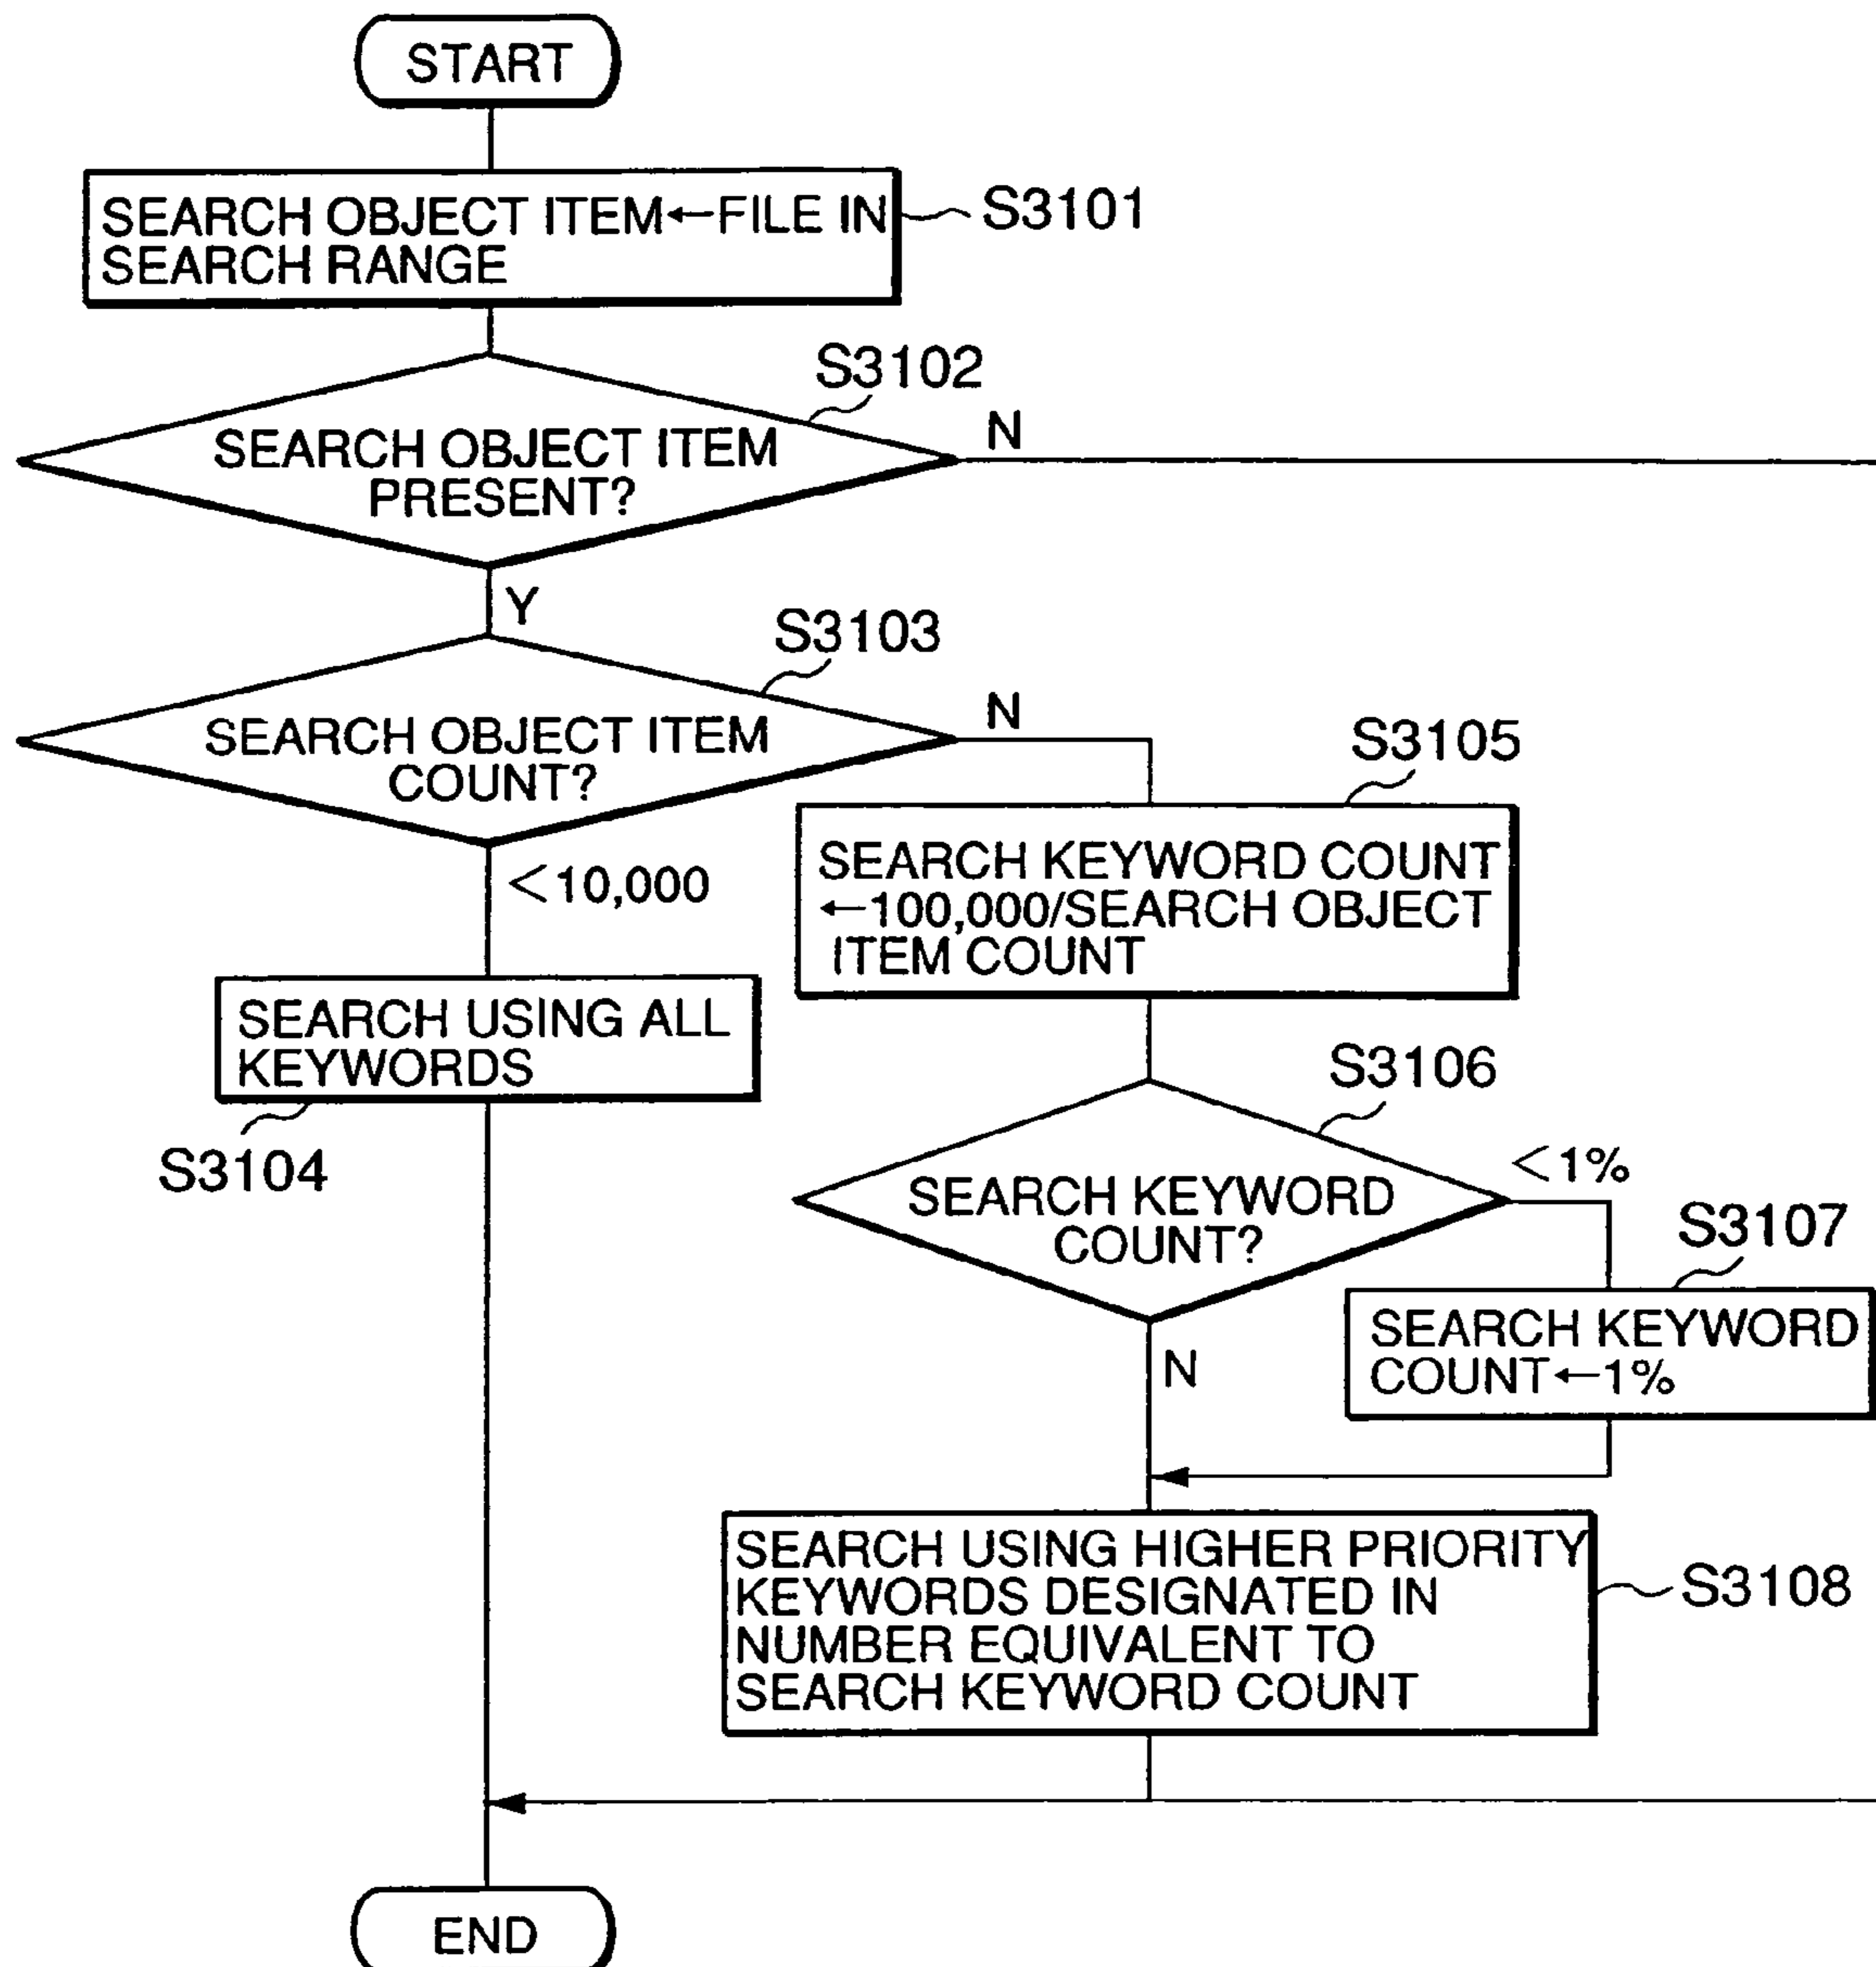 START
SEARCH OBJECT ITEM←FILE IN
SEARCH RANGE
S3101
S3102
SEARCH OBJECT ITEM
PRESENT?
N
Y
S3103
SEARCH OBJECT ITEM
COUNT?
N
<10,000
S3105
SEARCH KEYWORD COUNT
←100,000/SEARCH OBJECT
ITEM COUNT
SEARCH USING ALL
KEYWORDS
S3104
S3106
SEARCH KEYWORD
COUNT?
<1%
N
S3107
SEARCH KEYWORD
COUNT←1%
SEARCH USING HIGHER PRIORITY
KEYWORDS DESIGNATED IN
NUMBER EQUIVALENT TO
SEARCH KEYWORD COUNT
S3108
END